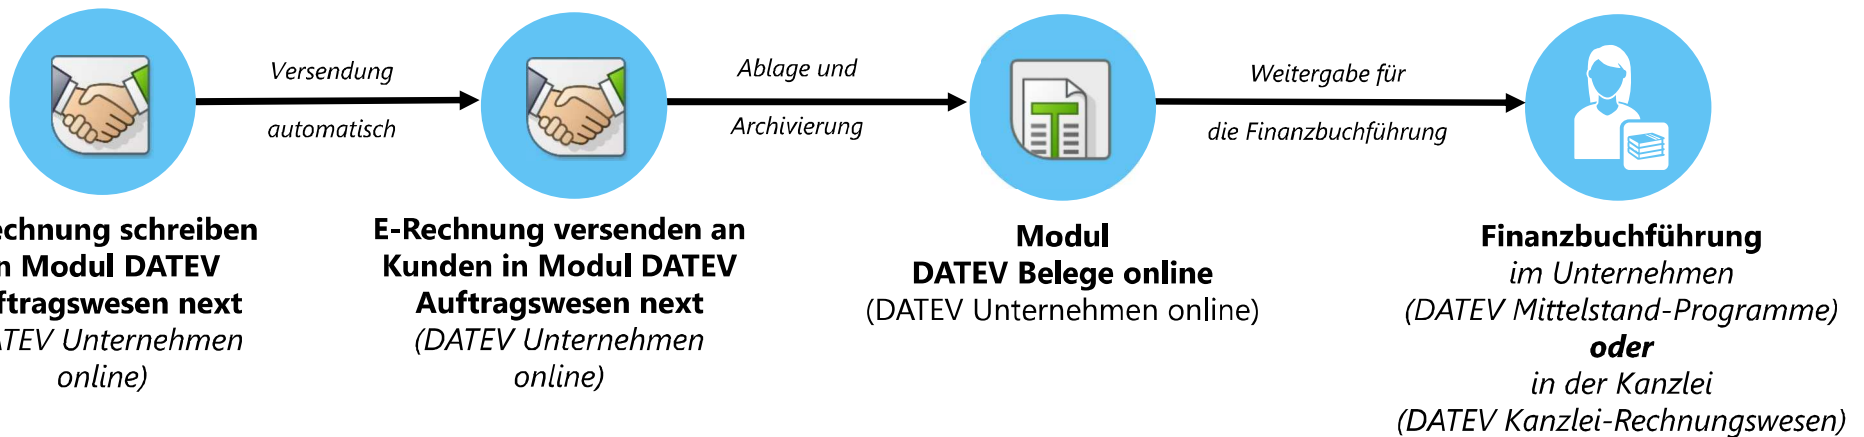 Versendung
automatisch
Ablage und
Archivierung
Weitergabe für
die Finanzbuchführung
echnung schreiben
n Modul DATEV
ftragswesen next
ATEV Unternehmen
online)
E-Rechnung versenden an
Kunden in Modul DATEV
Auftragswesen next
(DATEV Unternehmen
online)
Modul
DATEV Belege online
(DATEV Unternehmen online)
Finanzbuchführung
im Unternehmen
(DATEV Mittelstand-Programme)
oder
in der Kanzlei
(DATEV Kanzlei-Rechnungswesen)